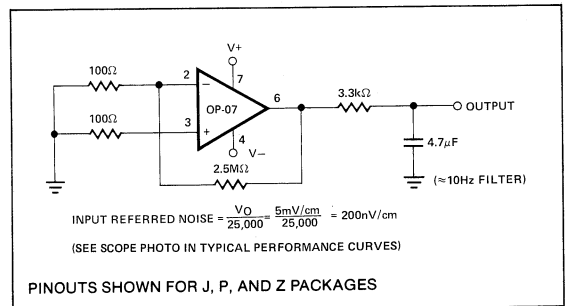 V+
100Ω
2
−
7
OP-07
6
3.3kΩ
OUTPUT
100Ω
3
+
4
V−
4.7μF
2.5MΩ
(≈10Hz FILTER)
INPUT REFERRED NOISE = VO/25,000 = 5mV/cm/25,000 = 200nV/cm
(SEE SCOPE PHOTO IN TYPICAL PERFORMANCE CURVES)
PINOUTS SHOWN FOR J, P, AND Z PACKAGES